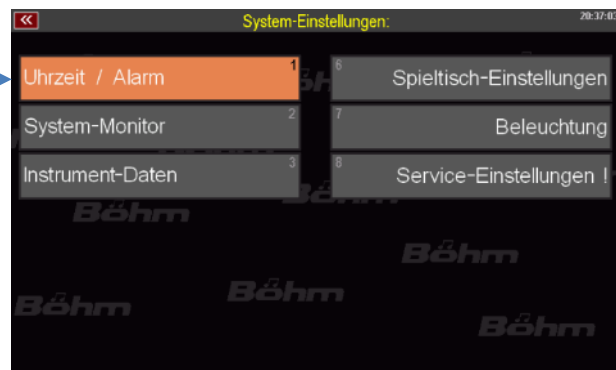 System-Einstellungen:
20:37:03
Uhrzeit / Alarm 1
6 Spieltisch-Einstellungen
System-Monitor 2
7 Beleuchtung
Instrument-Daten 3
8 Service-Einstellungen !
Böhm
Böhm
Böhm
Böhm
Böhm